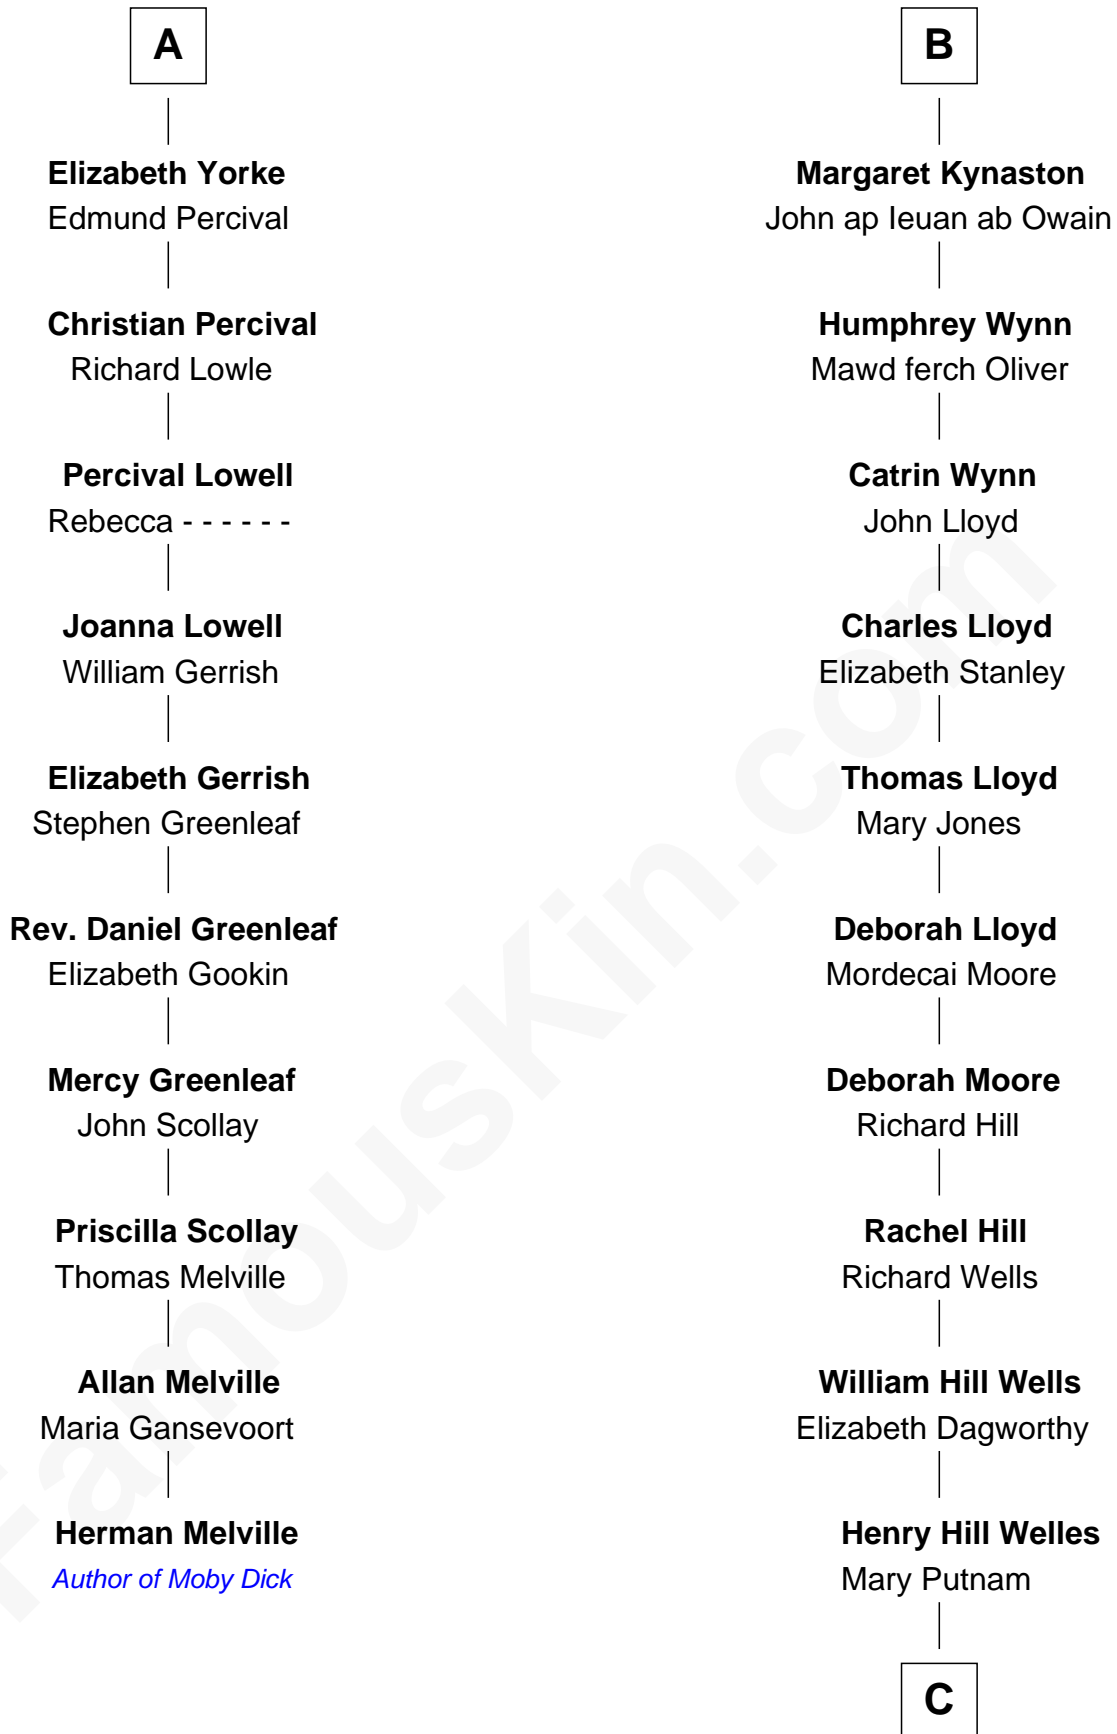 A
Elizabeth Yorke
Edmund Percival
Christian Percival
Richard Lowle
Percival Lowell
Rebecca - - - - - -
Joanna Lowell
William Gerrish
Elizabeth Gerrish
Stephen Greenleaf
Rev. Daniel Greenleaf
Elizabeth Gookin
Mercy Greenleaf
John Scollay
Priscilla Scollay
Thomas Melville
Allan Melville
Maria Gansevoort
Herman Melville
Author of Moby Dick
B
Margaret Kynaston
John ap Ieuan ab Owain
Humphrey Wynn
Mawd ferch Oliver
Catrin Wynn
John Lloyd
Charles Lloyd
Elizabeth Stanley
Thomas Lloyd
Mary Jones
Deborah Lloyd
Mordecai Moore
Deborah Moore
Richard Hill
Rachel Hill
Richard Wells
William Hill Wells
Elizabeth Dagworthy
Henry Hill Welles
Mary Putnam
C
FamousKin.com